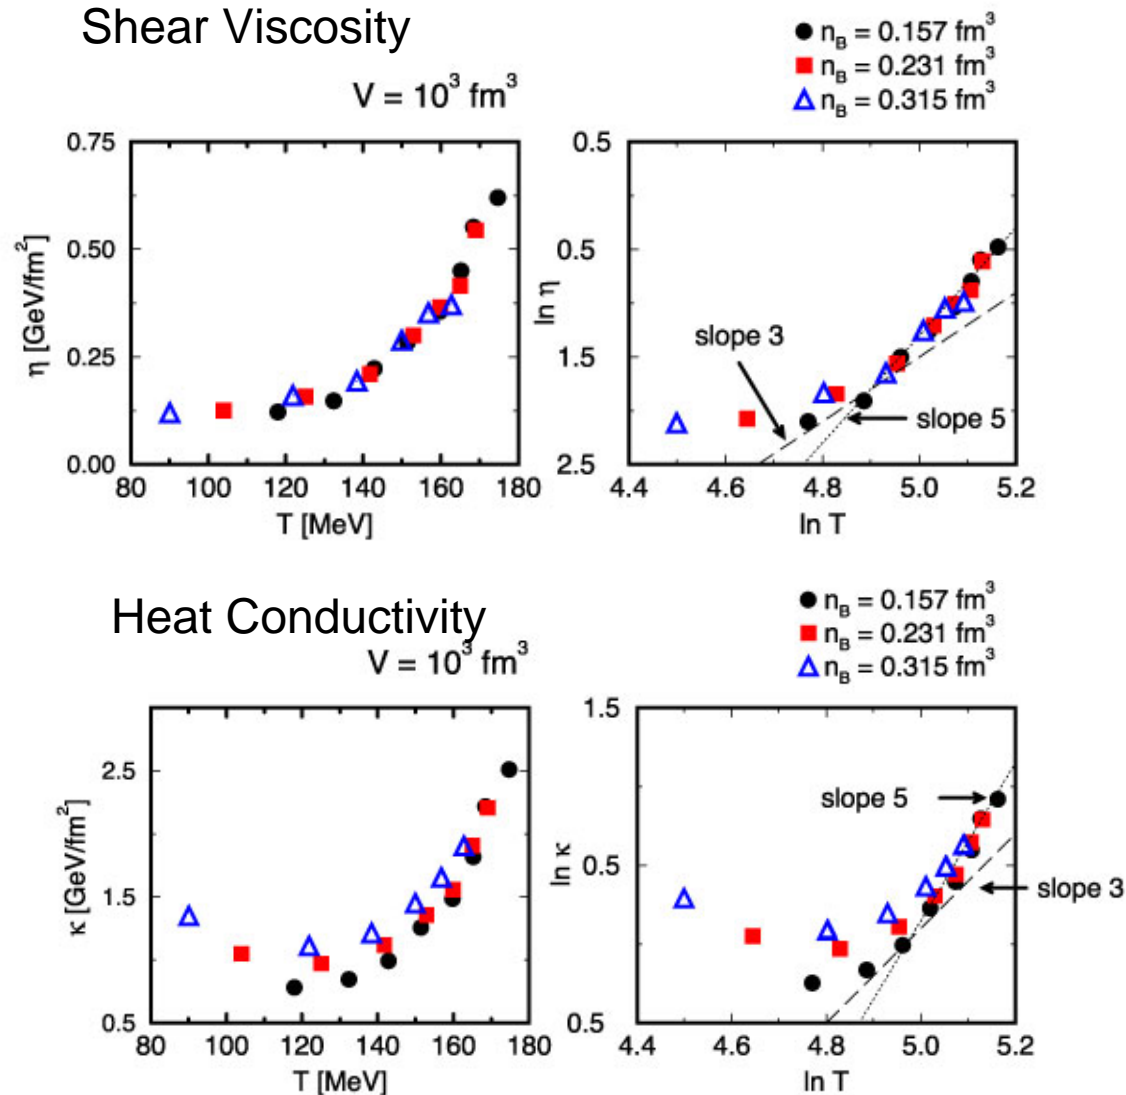 Shear Viscosity
V = 10³ fm³
n_B = 0.157 fm³
n_B = 0.231 fm³
n_B = 0.315 fm³
η [GeV/fm²]
0.75
0.50
0.25
0.00
80 100 120 140 160 180
T [MeV]
ln η
0.5
0.5
1.5
2.5
slope 3
slope 5
4.4 4.6 4.8 5.0 5.2
ln T
Heat Conductivity
V = 10³ fm³
n_B = 0.157 fm³
n_B = 0.231 fm³
n_B = 0.315 fm³
κ [GeV/fm²]
2.5
1.5
0.5
80 100 120 140 160 180
T [MeV]
ln κ
1.5
0.5
0.5
slope 5
slope 3
4.4 4.6 4.8 5.0 5.2
ln T